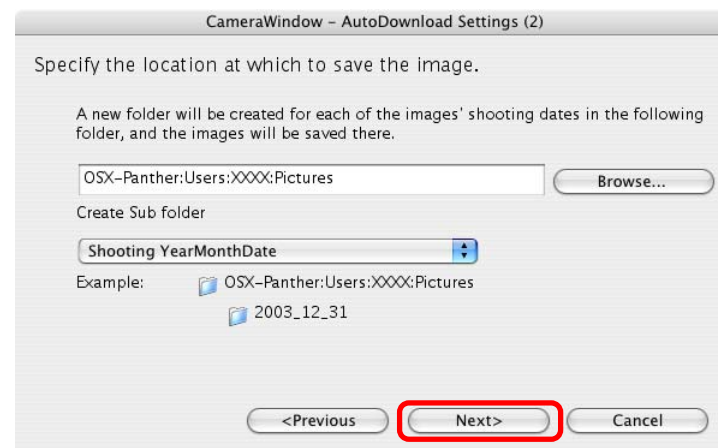 CameraWindow – AutoDownload Settings (2)
Specify the location at which to save the image.
A new folder will be created for each of the images' shooting dates in the following
folder, and the images will be saved there.
OSX–Panther:Users:XXXX:Pictures
Browse...
Create Sub folder
Shooting YearMonthDate
Example: OSX–Panther:Users:XXXX:Pictures
2003_12_31
<Previous Next> Cancel